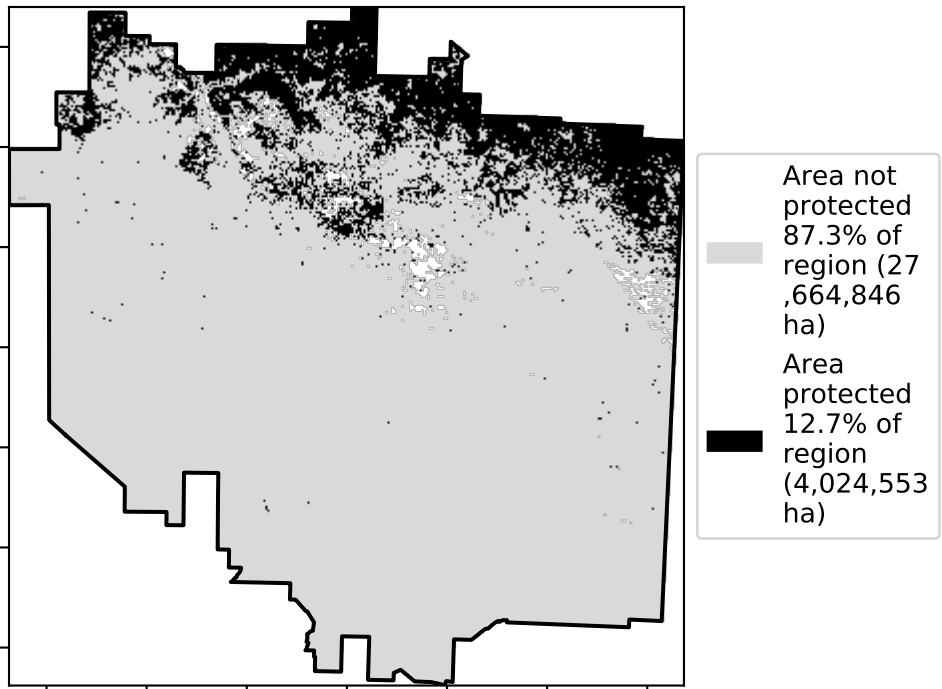 Area not
protected
87.3% of
region (27
,664,846
ha)
Area
protected
12.7% of
region
(4,024,553
ha)